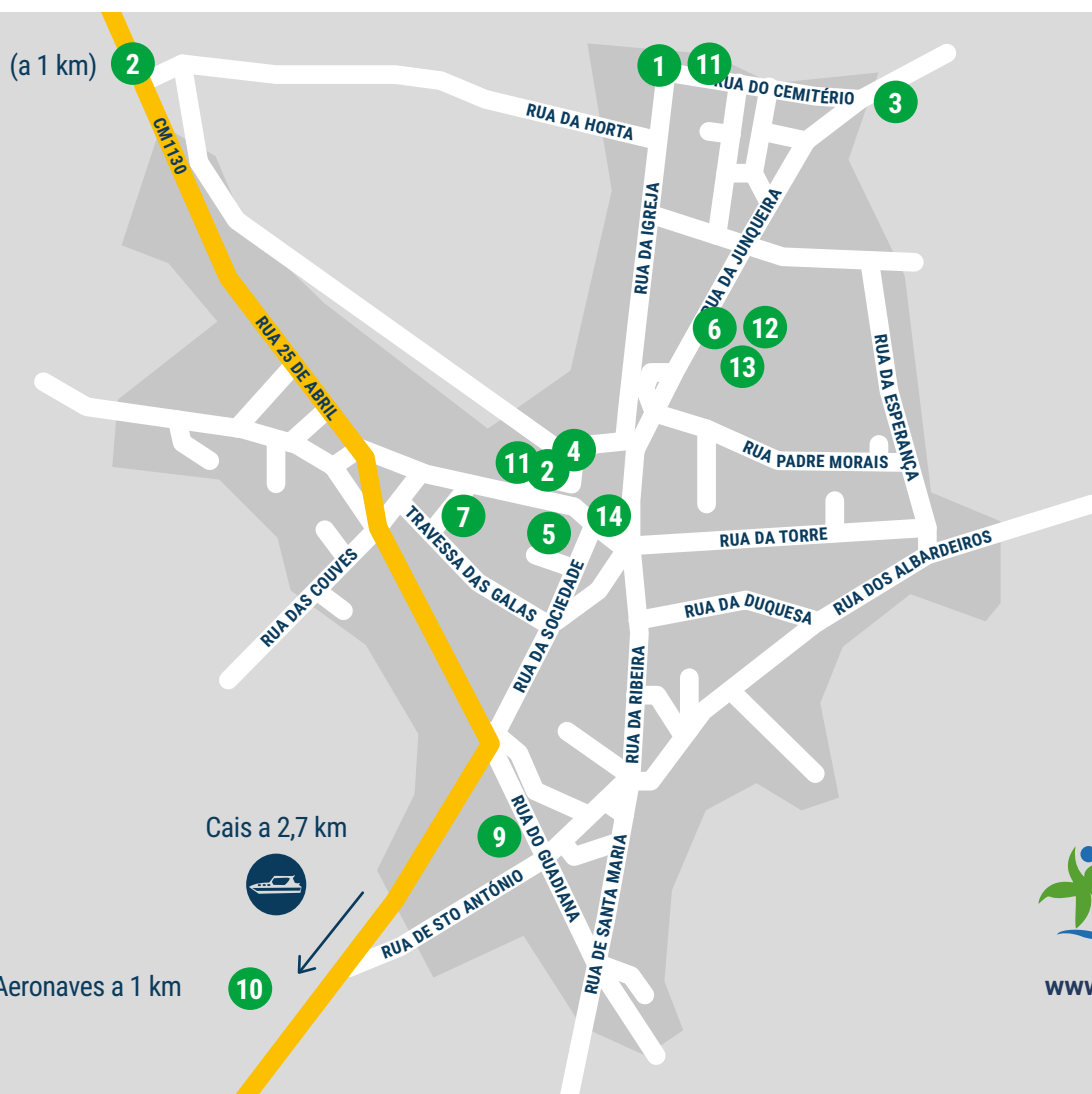 (a 1 km)
2
1
11
RUA DO CEMITÉRIO
3
RUA DA HORTA
CM1130
RUA DA IGREJA
RUA DA JUNQUEIRA
6
12
13
RUA 25 DE ABRIL
RUA DA ESPERANÇA
4
11
2
RUA PADRE MORAIS
7
5
14
TRAVESSA DAS GALAS
RUA DA TORRE
RUA DOS ALBARDEIROS
RUA DAS COUVES
RUA DA SOCIEDADE
RUA DA DUQUESA
RUA DA RIBEIRA
Cais a 2,7 km
9
RUA DO GUADIANA
RUA DE STO ANTÓNIO
RUA DE SANTA MARIA
Aeronaves a 1 km
10
www